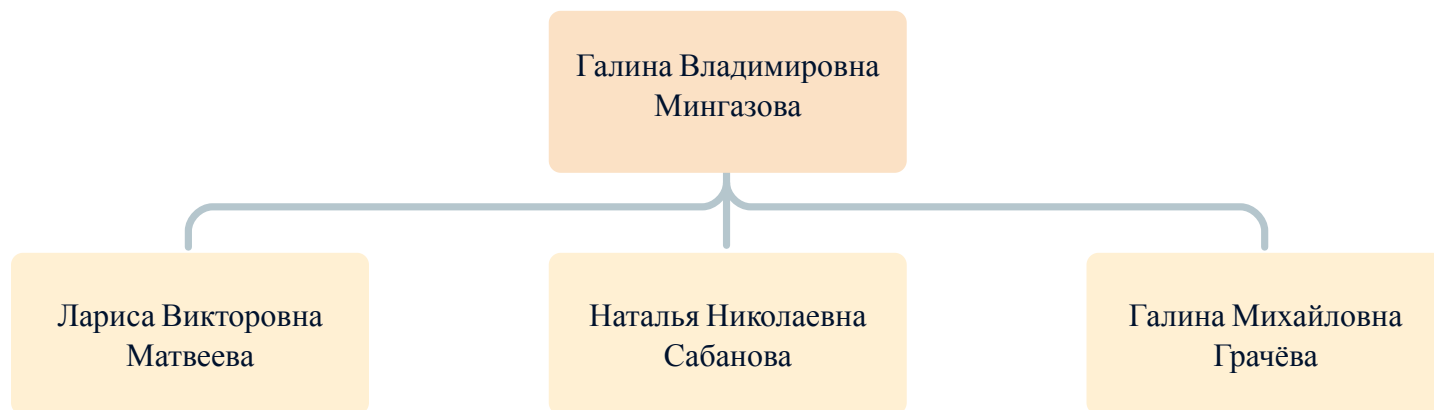 Галина Владимировна
Мингазова
Лариса Викторовна
Матвеева
Наталья Николаевна
Сабанова
Галина Михайловна
Грачёва